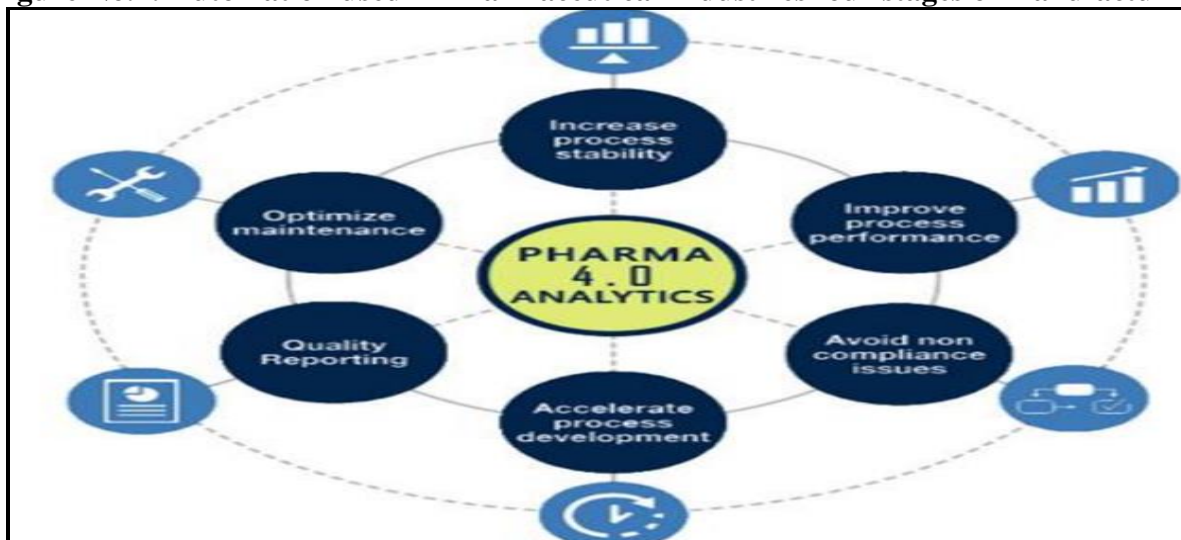 Increase
process
stability
Improve
process
performance
Avoid non
compliance
issues
Accelerate
process
development
Quality
Reporting
Optimize
maintenance
PHARMA
4.0
ANALYTICS